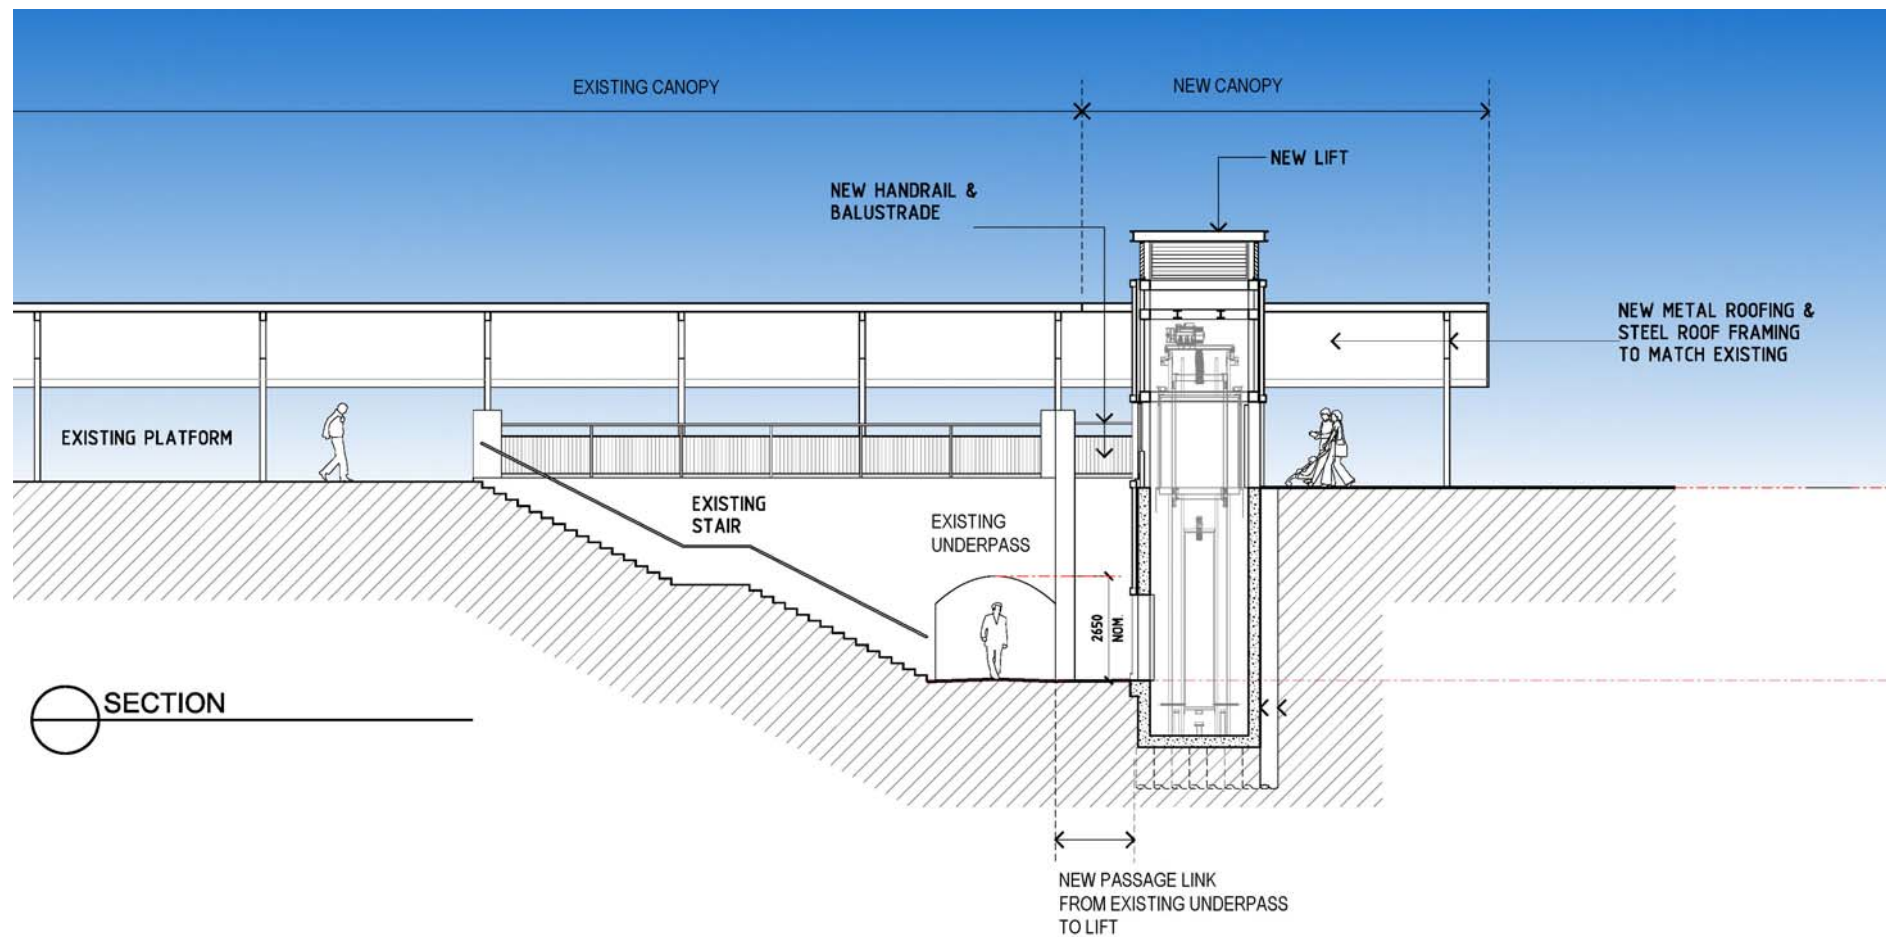 EXISTING CANOPY
NEW CANOPY
NEW LIFT
NEW HANDRAIL &
BALUSTRADE
NEW METAL ROOFING &
STEEL ROOF FRAMING
TO MATCH EXISTING
EXISTING PLATFORM
EXISTING
STAIR
EXISTING
UNDERPASS
2650
NOM.
SECTION
NEW PASSAGE LINK
FROM EXISTING UNDERPASS
TO LIFT